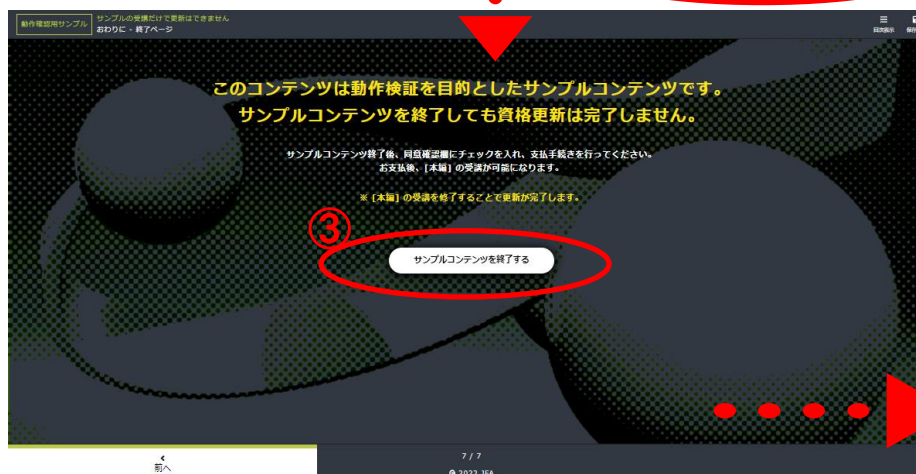 動作確認用サンプル
サンプルの受講だけで更新はできません
おわりに - 終了ページ
目次表示
このコンテンツは動作検証を目的としたサンプルコンテンツです。
サンプルコンテンツを終了しても資格更新は完了しません。
サンプルコンテンツ終了後、同意確認欄にチェックを入れ、支払手続きを行ってください。
お支払後、[本編] の受講が可能になります。
※ [本編] の受講を修了することで更新が完了します。
③
サンプルコンテンツを終了する
前へ
7 / 7
© 2022 JFA